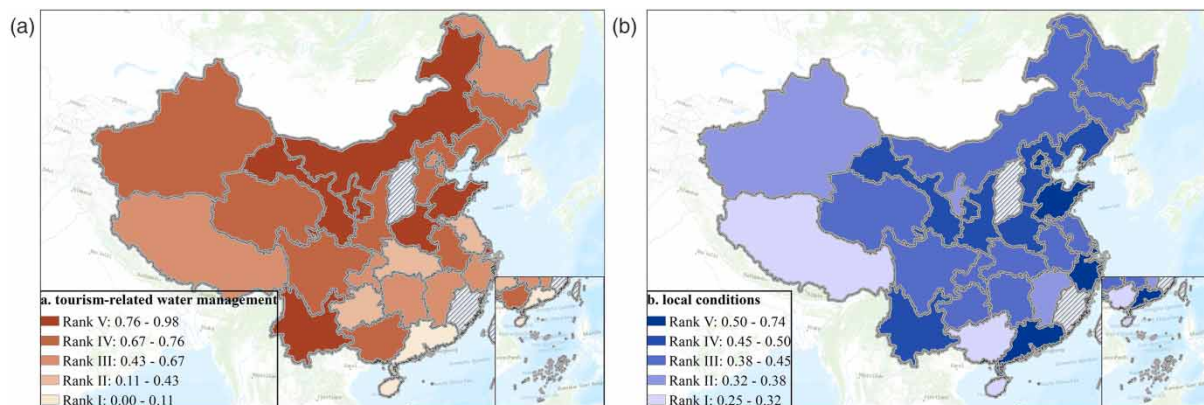 (a)
a. tourism-related water management
Rank V: 0.76 - 0.98
Rank IV: 0.67 - 0.76
Rank III: 0.43 - 0.67
Rank II: 0.11 - 0.43
Rank I: 0.00 - 0.11
(b)
b. local conditions
Rank V: 0.50 - 0.74
Rank IV: 0.45 - 0.50
Rank III: 0.38 - 0.45
Rank II: 0.32 - 0.38
Rank I: 0.25 - 0.32